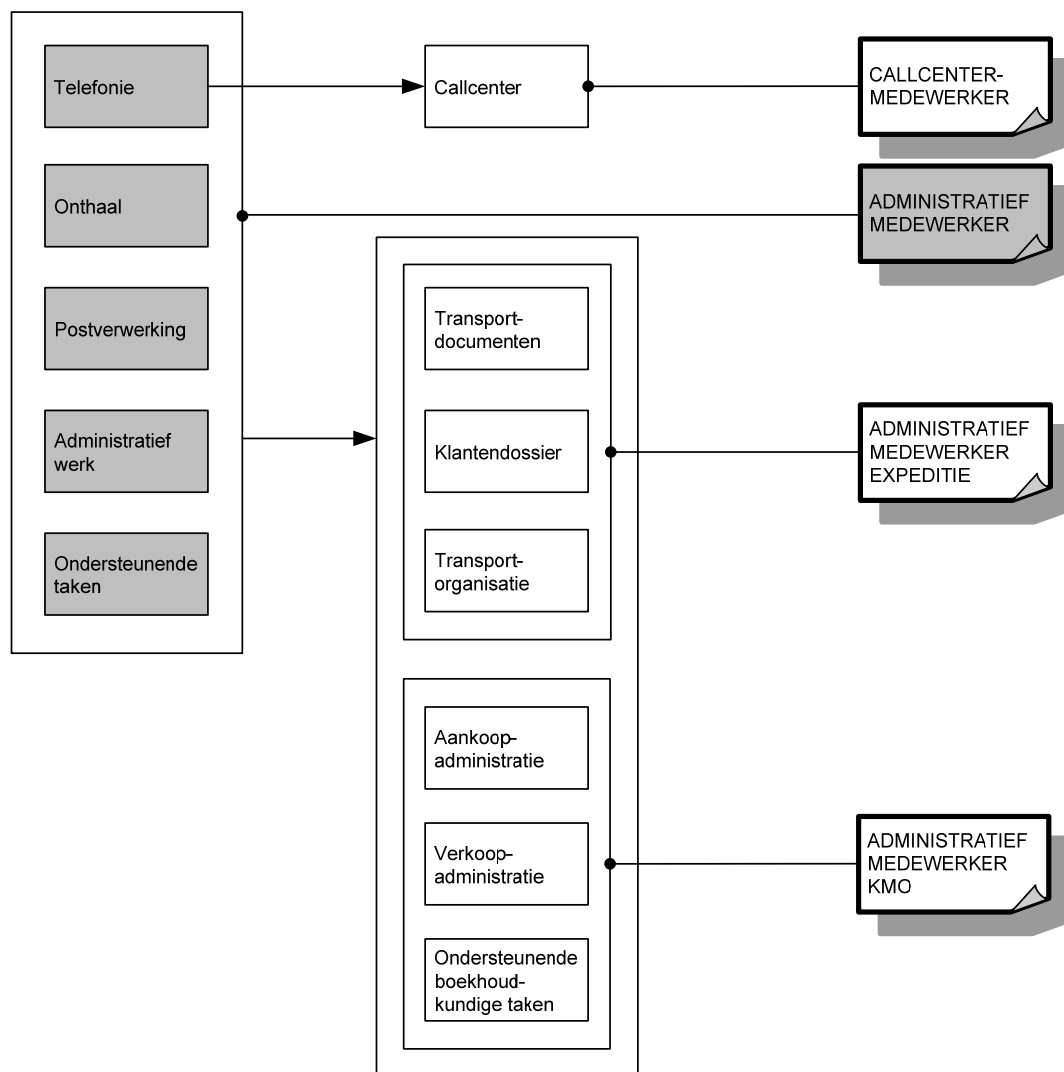 Telefonie
Onthaal
Postverwerking
Administratief
werk
Ondersteunende
taken
Callcenter
Transport-
documenten
Klantendossier
Transport-
organisatie
Aankoop-
administratie
Verkoop-
administratie
Ondersteunende
boekhoud-
kundige taken
CALLCENTER-
MEDEWERKER
ADMINISTRATIEF
MEDEWERKER
ADMINISTRATIEF
MEDEWERKER
EXPEDITIE
ADMINISTRATIEF
MEDEWERKER
KMO